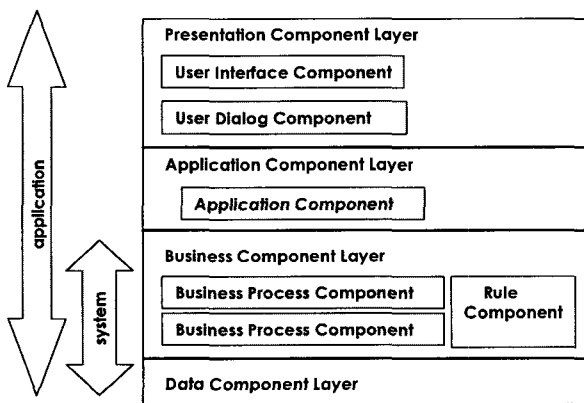 Presentation Component Layer
User Interface Component
User Dialog Component
Application Component Layer
Application Component
Business Component Layer
Business Process Component
Business Process Component
Rule
Component
Data Component Layer
application
system